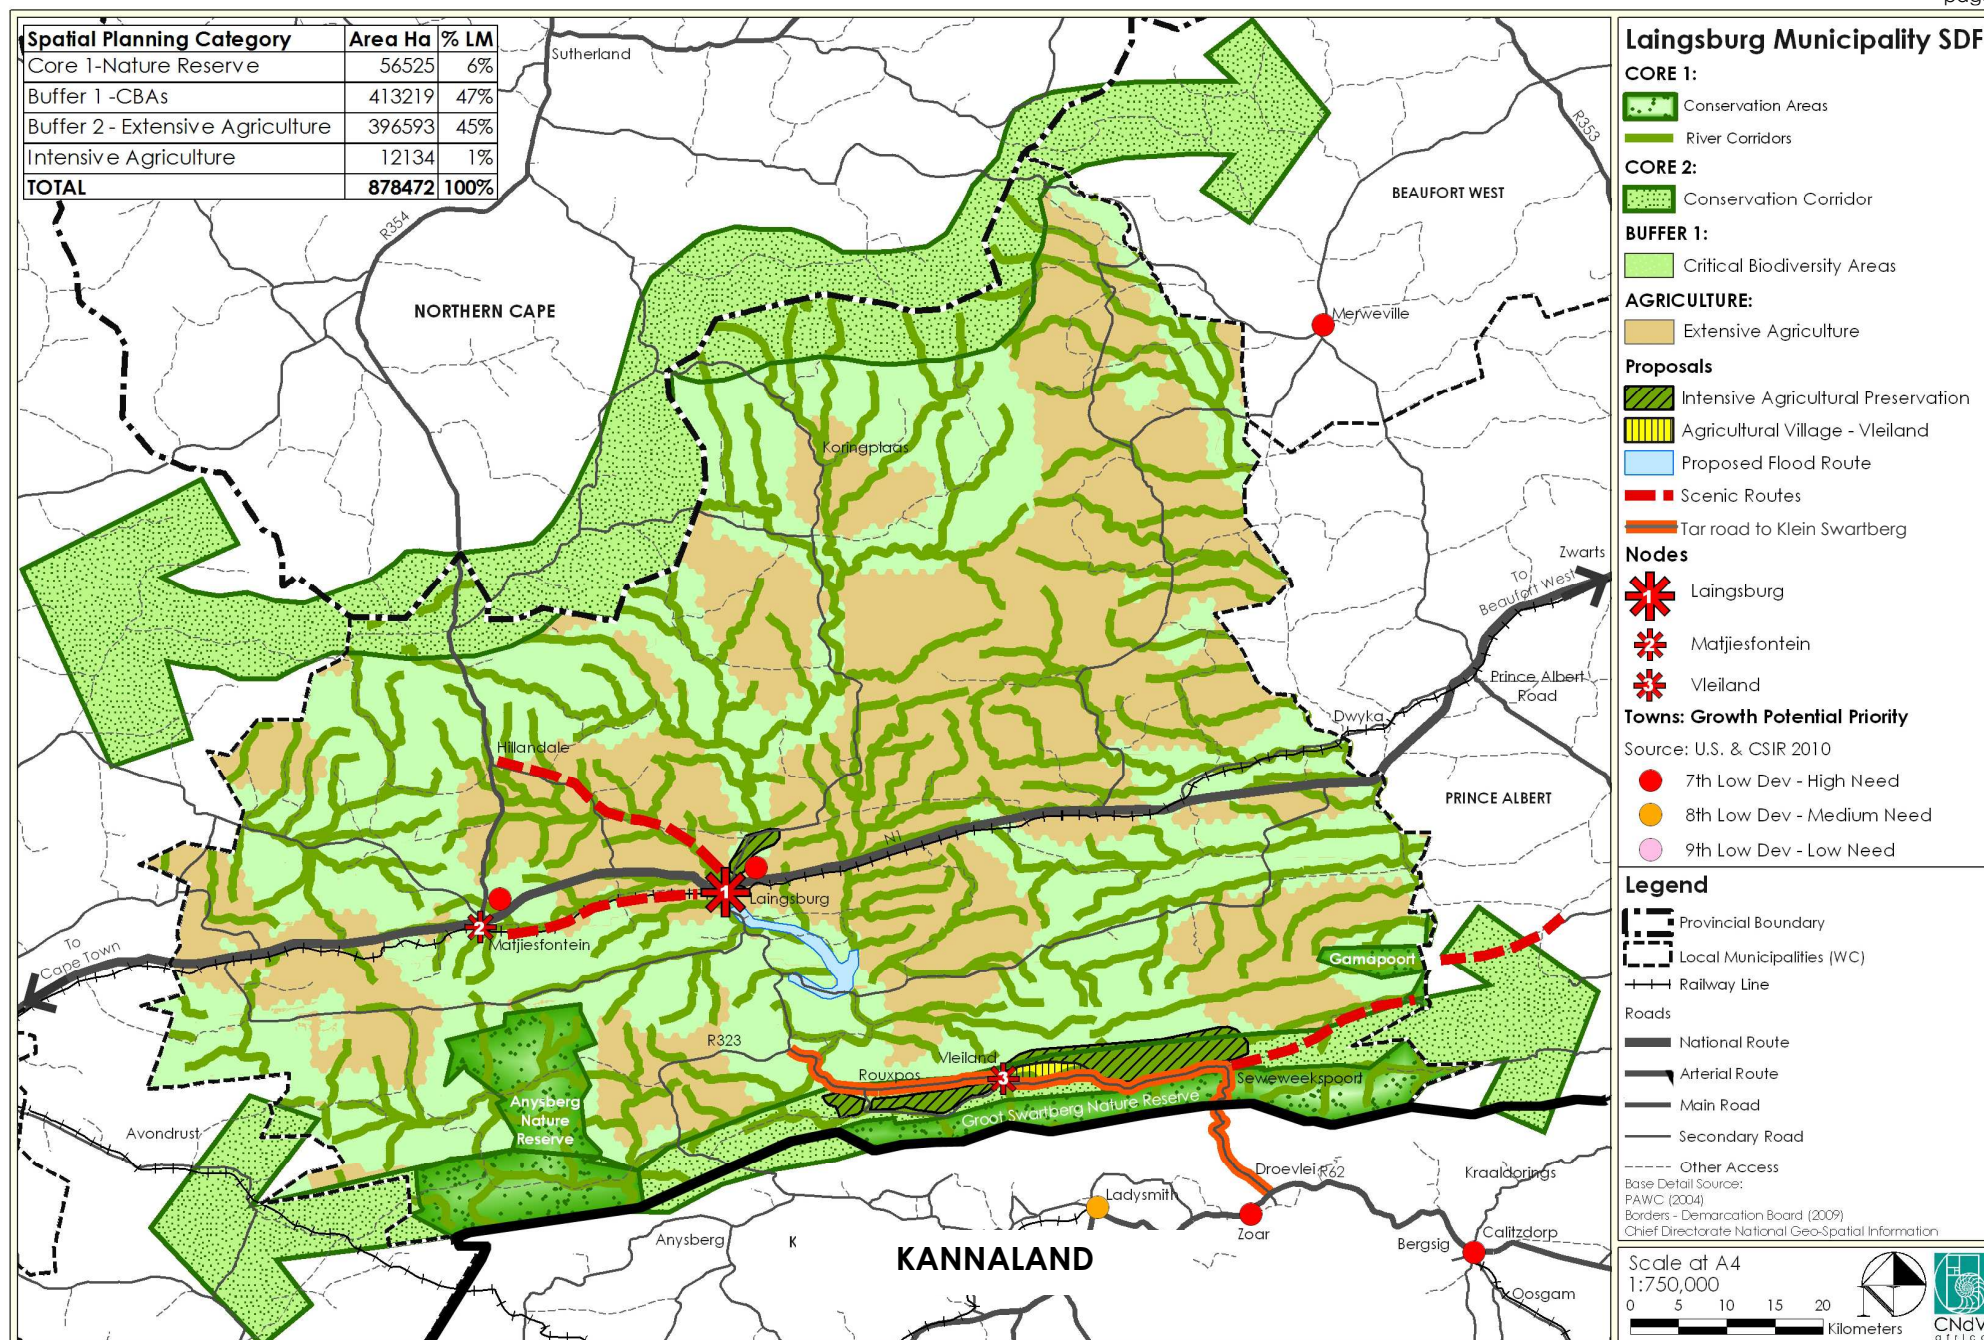 pag
Spatial Planning Category Area Ha % LM
Core 1-Nature Reserve 56525 6%
Buffer 1 -CBAs 413219 47%
Buffer 2 - Extensive Agriculture 396593 45%
Intensive Agriculture 12134 1%
TOTAL 878472 100%
Sutherland
R353
BEAUFORT WEST
R354
NORTHERN CAPE
Merweville
Koringplaas
Zwarts
To
Beaufort West
Prince Albert
Road
Dwyka
Hillandale
PRINCE ALBERT
N1
1
Laingsburg
2
Matjiesfontein
To
Cape Town
Gamapoort
R323
Vleiland
3
Rouxpos
Seweweekspoort
Anysberg
Nature
Reserve
Groot Swartberg Nature Reserve
Avondrust
Droevlei
R62
Kraaldorings
Ladysmith
Zoar
Anysberg
K
KANNALAND
Bergsig
Calitzdorp
Oosgam
Laingsburg Municipality SDF
CORE 1:
Conservation Areas
River Corridors
CORE 2:
Conservation Corridor
BUFFER 1:
Critical Biodiversity Areas
AGRICULTURE:
Extensive Agriculture
Proposals
Intensive Agricultural Preservation
Agricultural Village - Vleiland
Proposed Flood Route
Scenic Routes
Tar road to Klein Swartberg
Nodes
1 Laingsburg
2 Matjiesfontein
3 Vleiland
Towns: Growth Potential Priority
Source: U.S. & CSIR 2010
7th Low Dev - High Need
8th Low Dev - Medium Need
9th Low Dev - Low Need
Legend
Provincial Boundary
Local Municipalities (WC)
Railway Line
Roads
National Route
Arterial Route
Main Road
Secondary Road
Other Access
Base Detail Source:
PAWC (2004)
Borders - Demarcation Board (2009)
Chief Directorate National Geo-Spatial Information
Scale at A4
1:750,000
0 5 10 15 20
Kilometers
N
CNdV
africa